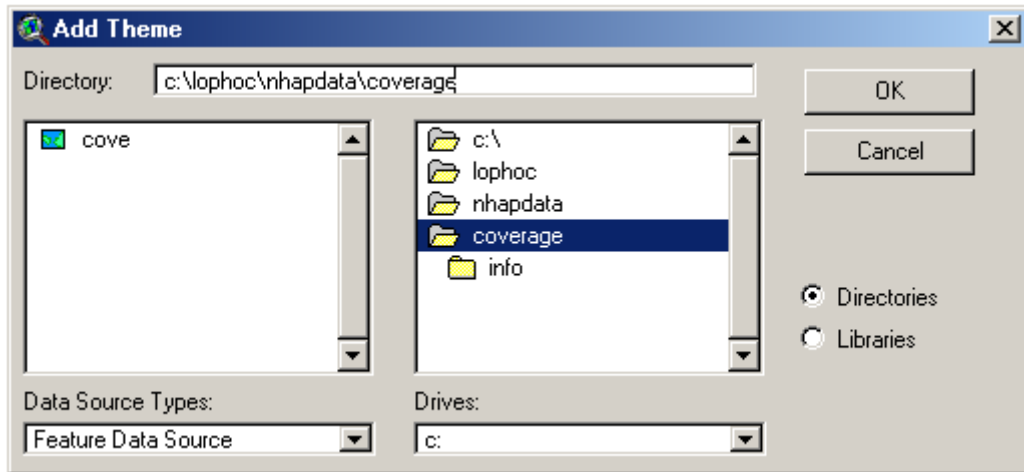 Add Theme
Directory: c:\lophoc\nhapdata\coverage
OK
Cancel
cove
c:\
lophoc
nhapdata
coverage
info
Directories
Libraries
Data Source Types:
Feature Data Source
Drives:
c: